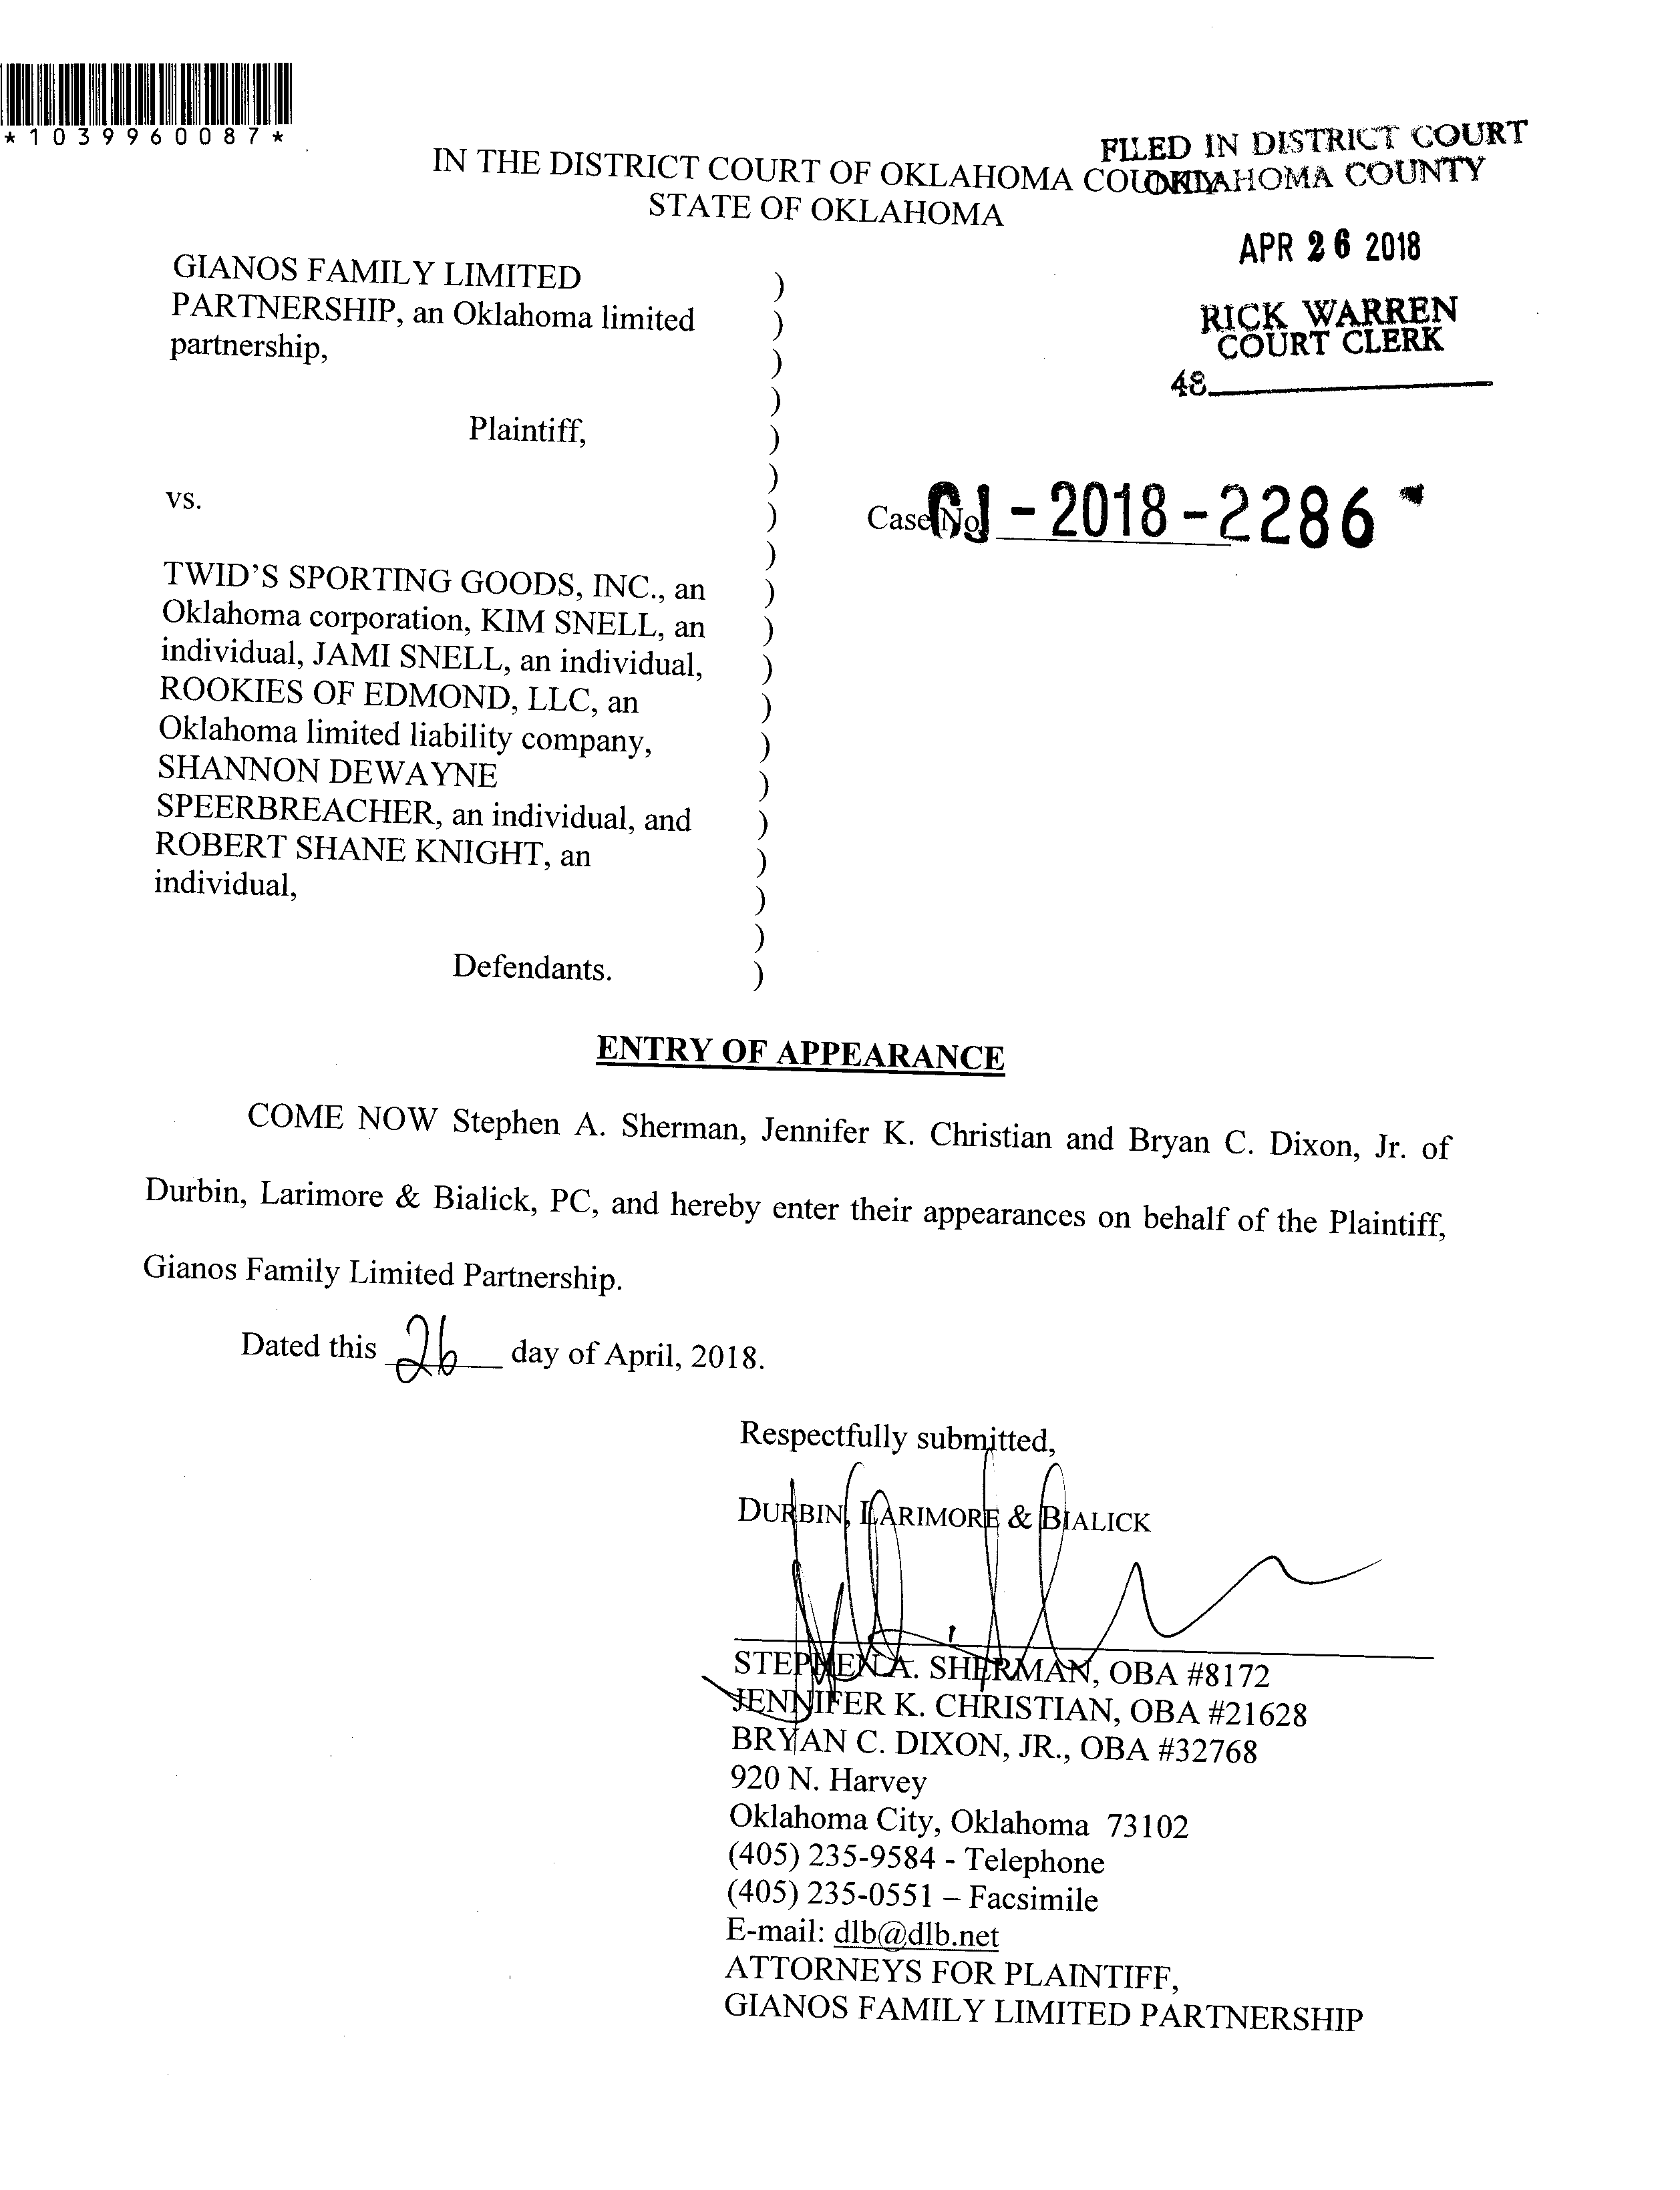 *1039960087*
FILED IN DISTRICT COURT
OKLAHOMA COUNTY
IN THE DISTRICT COURT OF OKLAHOMA COUNTY
STATE OF OKLAHOMA
APR 26 2018
RICK WARREN
COURT CLERK
48
GIANOS FAMILY LIMITED )
PARTNERSHIP, an Oklahoma limited )
partnership, )
)
Plaintiff, )
)
vs. )
Case No. CJ-2018-2286
)
TWID'S SPORTING GOODS, INC., an )
Oklahoma corporation, KIM SNELL, an )
individual, JAMI SNELL, an individual, )
ROOKIES OF EDMOND, LLC, an )
Oklahoma limited liability company, )
SHANNON DEWAYNE )
SPEERBREACHER, an individual, and )
ROBERT SHANE KNIGHT, an )
individual, )
)
Defendants. )
ENTRY OF APPEARANCE
COME NOW Stephen A. Sherman, Jennifer K. Christian and Bryan C. Dixon, Jr. of
Durbin, Larimore & Bialick, PC, and hereby enter their appearances on behalf of the Plaintiff,
Gianos Family Limited Partnership.
Dated this 26 day of April, 2018.
Respectfully submitted,
DURBIN, LARIMORE & BIALICK
STEPHEN A. SHERMAN, OBA #8172
JENNIFER K. CHRISTIAN, OBA #21628
BRYAN C. DIXON, JR., OBA #32768
920 N. Harvey
Oklahoma City, Oklahoma 73102
(405) 235-9584 - Telephone
(405) 235-0551 – Facsimile
E-mail: dlb@dlb.net
ATTORNEYS FOR PLAINTIFF,
GIANOS FAMILY LIMITED PARTNERSHIP